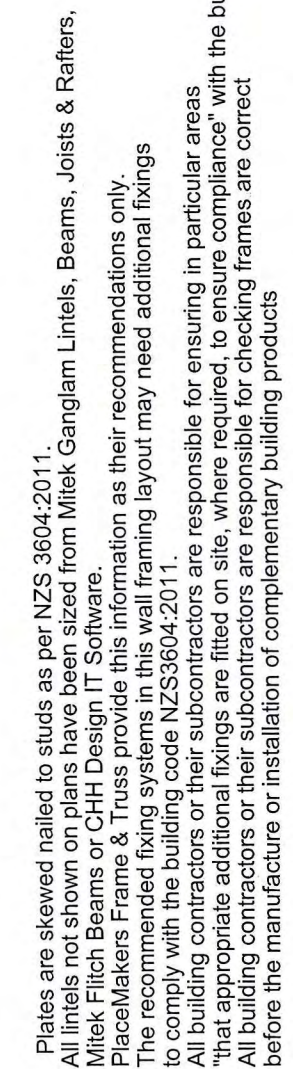 Plates are skewed nailed to studs as per NZS 3604:2011.
All lintels not shown on plans have been sized from Mitek Ganglam Lintels, Beams, Joists & Rafters,
Mitek Flitch Beams or CHH Design IT Software.
PlaceMakers Frame & Truss provide this information as their recommendations only.
The recommended fixing systems in this wall framing layout may need additional fixings
to comply with the building code NZS3604:2011.
All building contractors or their subcontractors are responsible for ensuring in particular areas
"that appropriate additional fixings are fitted on site, where required, to ensure compliance" with the bu
All building contractors or their subcontractors are responsible for checking frames are correct
before the manufacture or installation of complementary building products